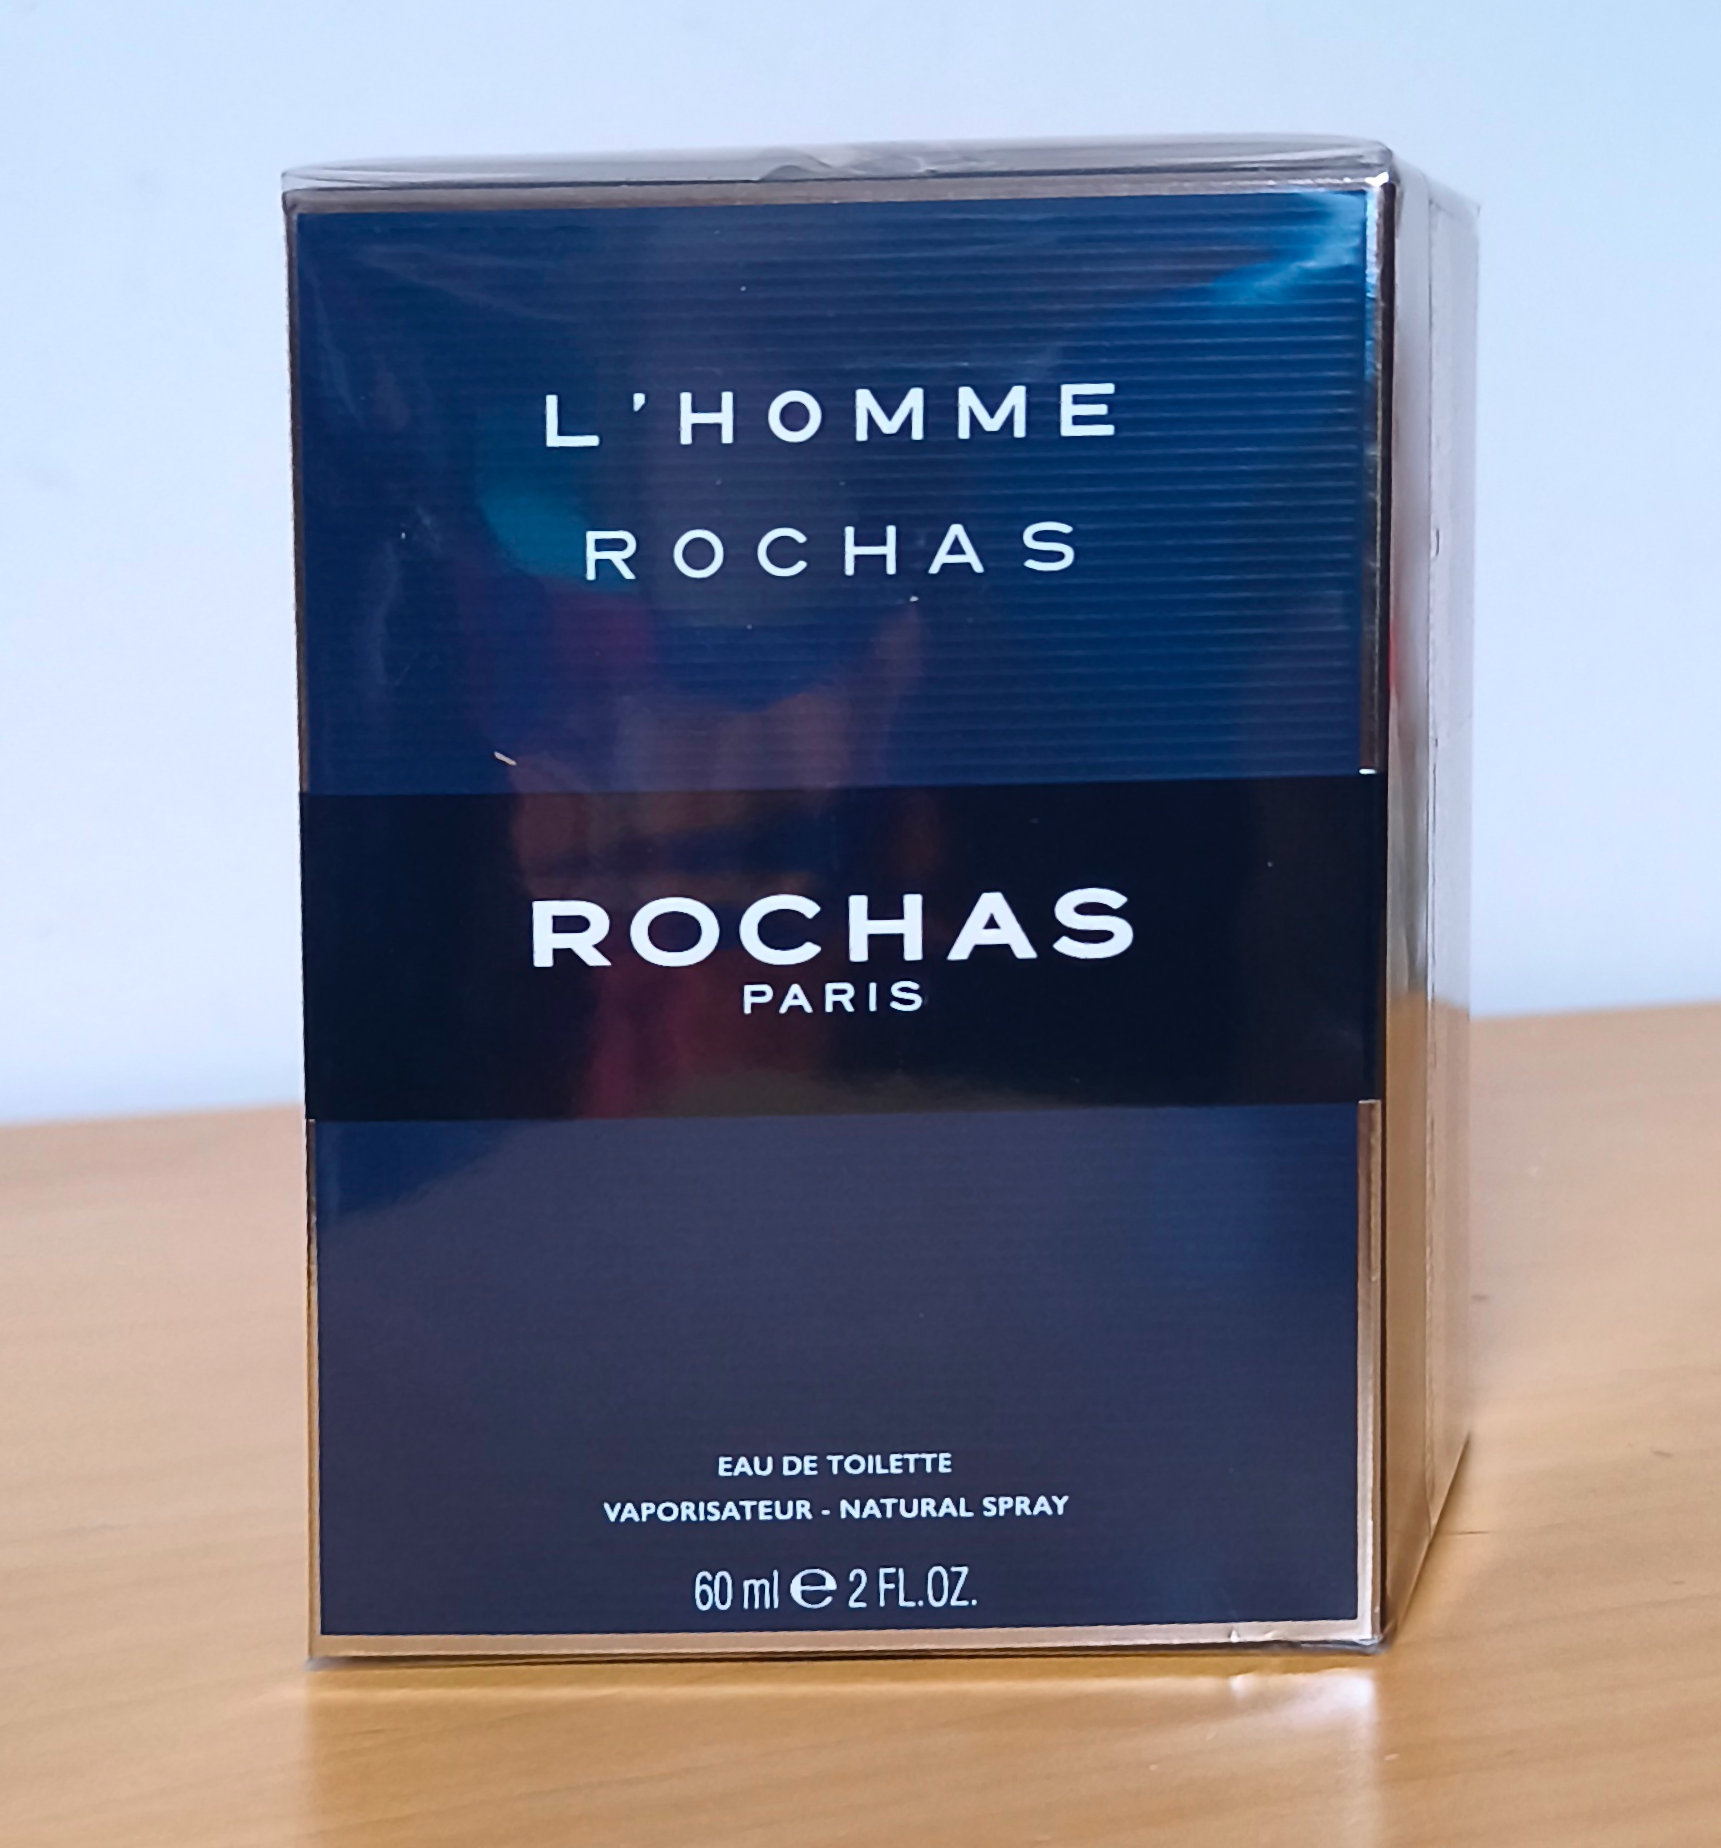 L'HOMME
ROCHAS
ROCHAS
PARIS
EAU DE TOILETTE
VAPORISATEUR - NATURAL SPRAY
60 ml ℮ 2 FL.OZ.